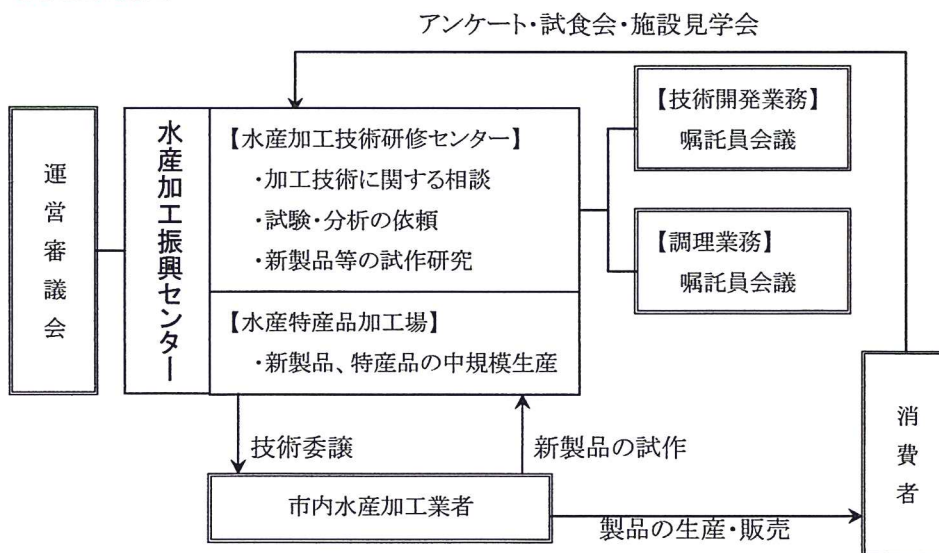 アンケート・試食会・施設見学会
運営審議会
水産加工振興センター
【水産加工技術研修センター】
・加工技術に関する相談
・試験・分析の依頼
・新製品等の試作研究
【水産特産品加工場】
・新製品、特産品の中規模生産
【技術開発業務】
嘱託員会議
【調理業務】
嘱託員会議
技術委譲
新製品の試作
市内水産加工業者
製品の生産・販売
消費者